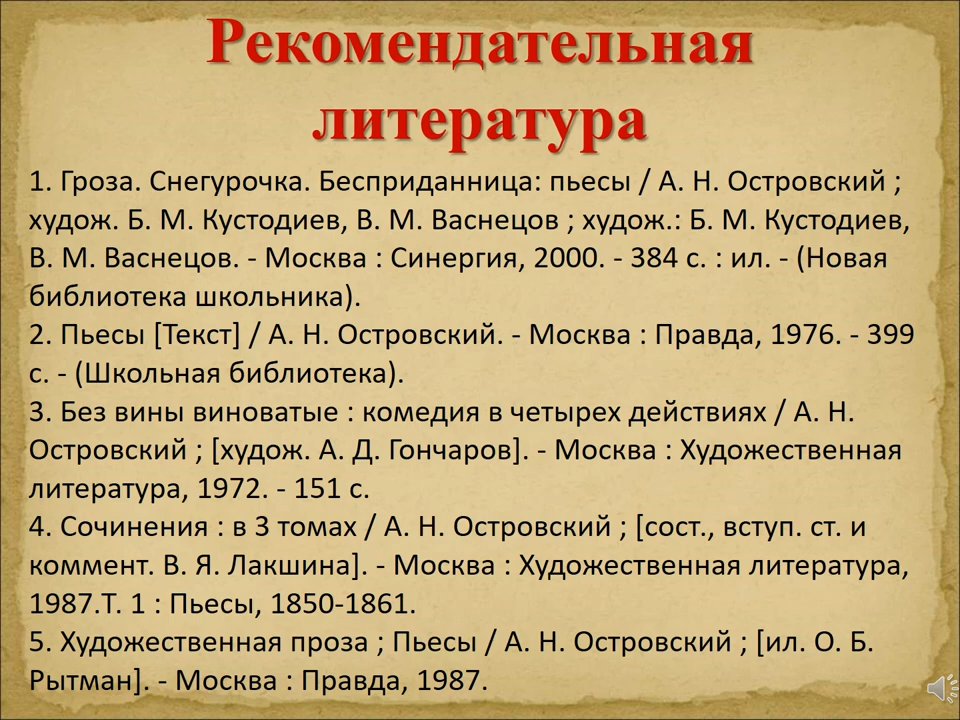 Рекомендательная
литература
1. Гроза. Снегурочка. Бесприданница: пьесы / А. Н. Островский ;
худож. Б. М. Кустодиев, В. М. Васнецов ; худож.: Б. М. Кустодиев,
В. М. Васнецов. - Москва : Синергия, 2000. - 384 с. : ил. - (Новая
библиотека школьника).
2. Пьесы [Текст] / А. Н. Островский. - Москва : Правда, 1976. - 399
с. - (Школьная библиотека).
3. Без вины виноватые : комедия в четырех действиях / А. Н.
Островский ; [худож. А. Д. Гончаров]. - Москва : Художественная
литература, 1972. - 151 с.
4. Сочинения : в 3 томах / А. Н. Островский ; [сост., вступ. ст. и
коммент. В. Я. Лакшина]. - Москва : Художественная литература,
1987.Т. 1 : Пьесы, 1850-1861.
5. Художественная проза ; Пьесы / А. Н. Островский ; [ил. О. Б.
Рытман]. - Москва : Правда, 1987.